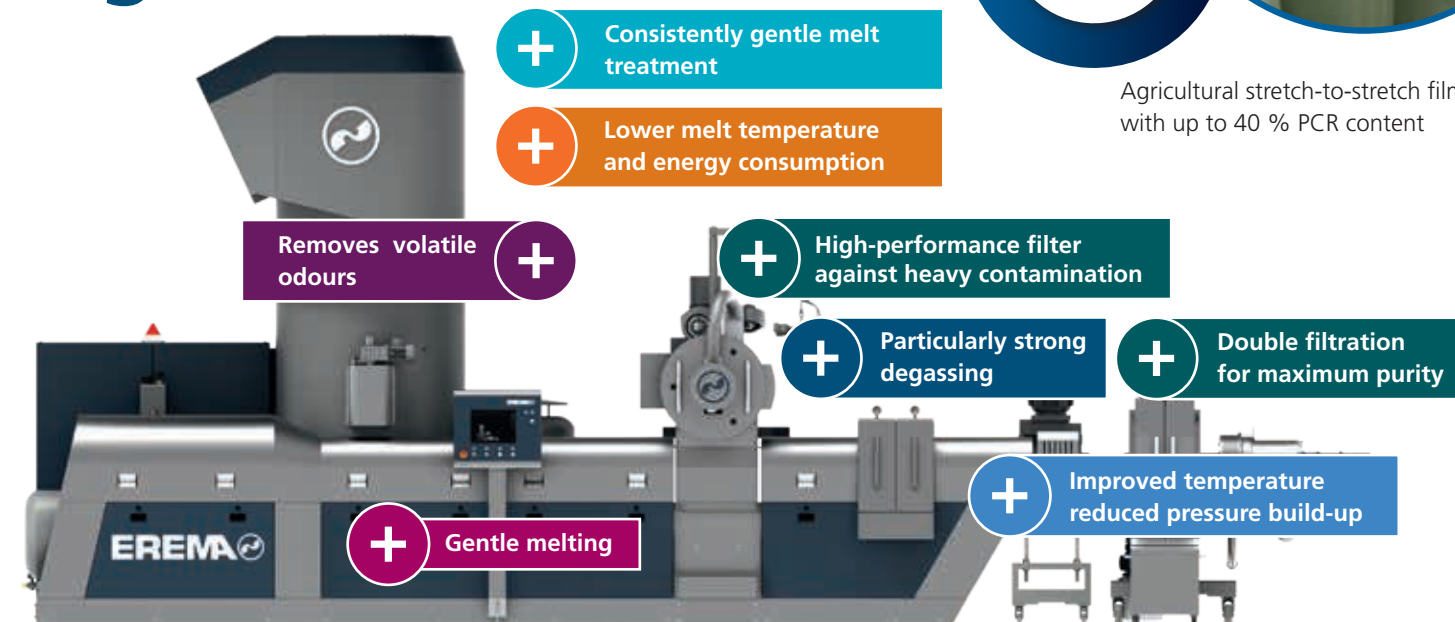 Consistently gentle melt
treatment
Agricultural stretch-to-stretch
with up to 40 % PCR content
Lower melt temperature
and energy consumption
Removes volatile
odours
High-performance filter
against heavy contamination
Particularly strong
degassing
Double filtration
for maximum purity
Improved temperature
reduced pressure build-up
Gentle melting
EREMA